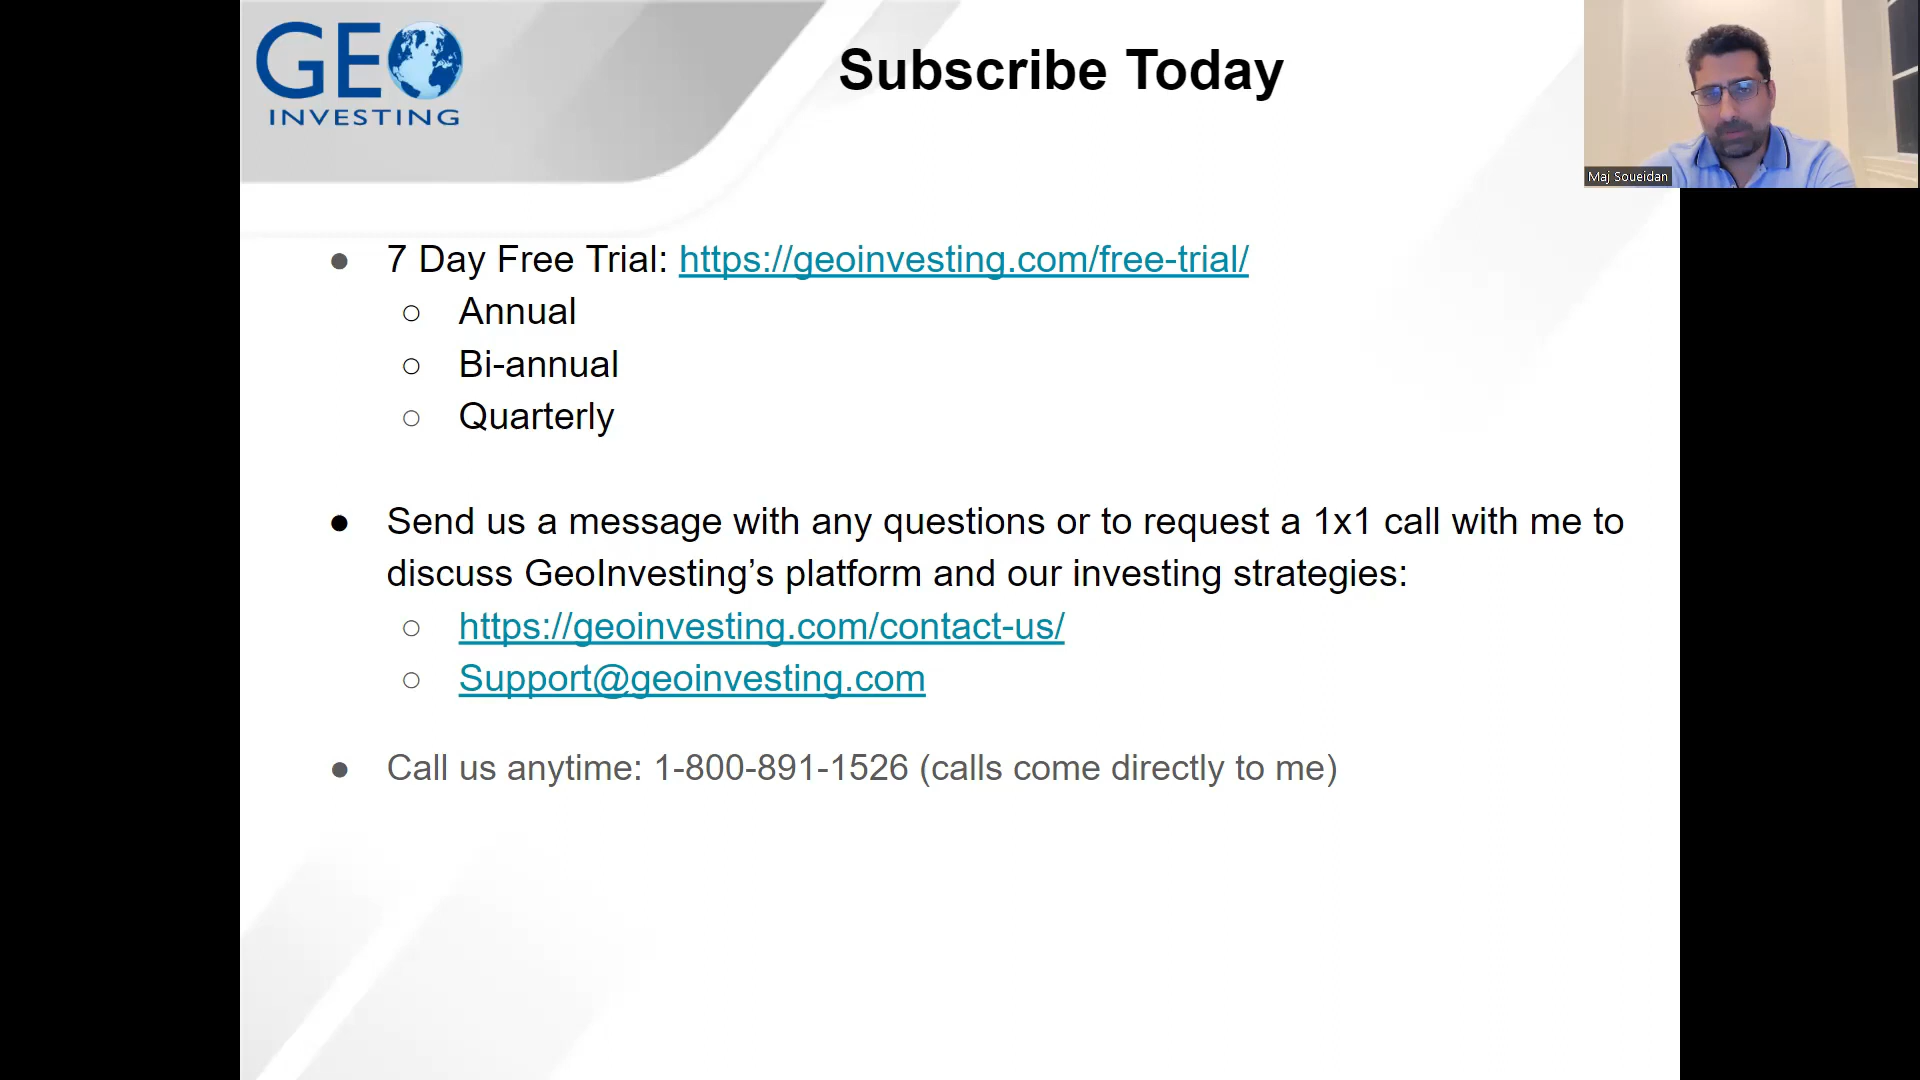 GEO
INVESTING
Subscribe Today
Maj Soueidan
● 7 Day Free Trial: https://geoinvesting.com/free-trial/
○ Annual
○ Bi-annual
○ Quarterly
● Send us a message with any questions or to request a 1x1 call with me to
discuss GeoInvesting’s platform and our investing strategies:
○ https://geoinvesting.com/contact-us/
○ Support@geoinvesting.com
● Call us anytime: 1-800-891-1526 (calls come directly to me)